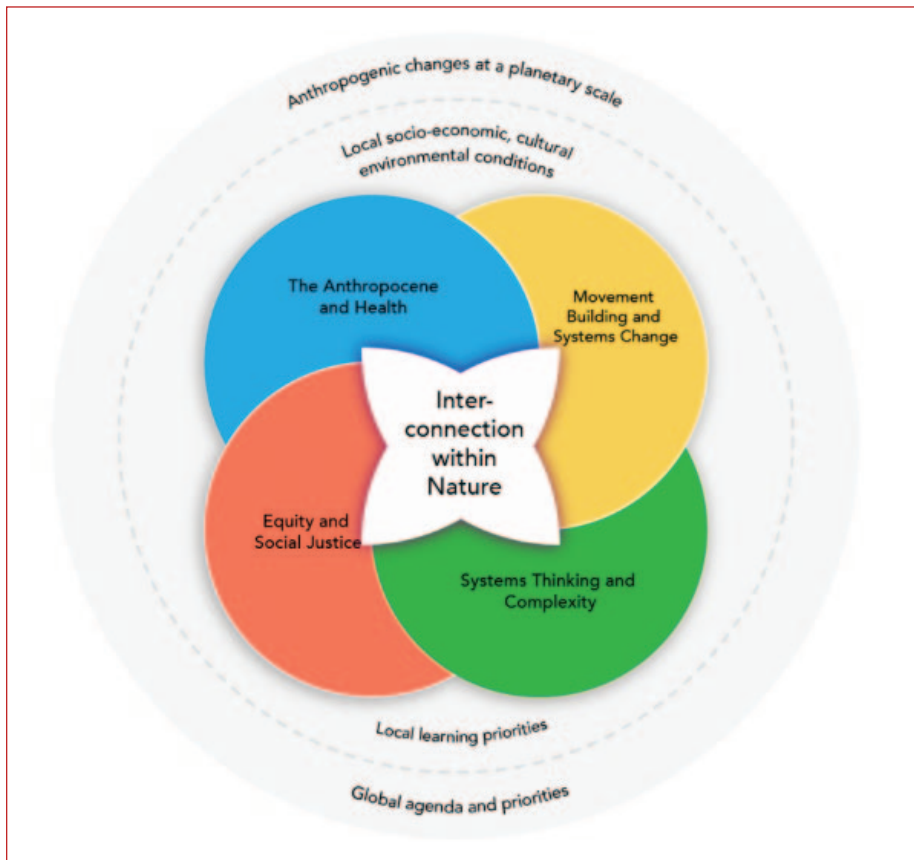 Anthropogenic changes at a planetary scale
Local socio-economic, cultural
environmental conditions
The Anthropocene
and Health
Movement
Building and
Systems Change
Inter-
connection
within
Nature
Equity and
Social Justice
Systems Thinking and
Complexity
Local learning priorities
Global agenda and priorities